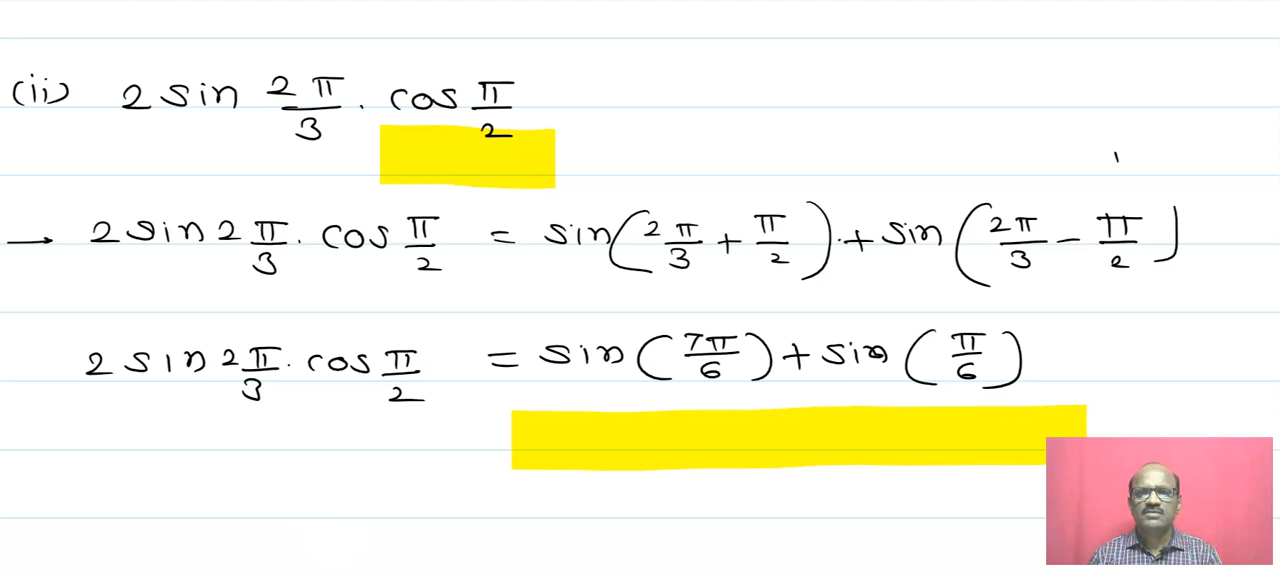 (ii) 2 sin 2π/3 . cos π/2
→ 2 sin 2π/3 . cos π/2 = sin(2π/3 + π/2) + sin(2π/3 − π/2)
2 sin 2π/3 . cos π/2 = sin(7π/6) + sin(π/6)